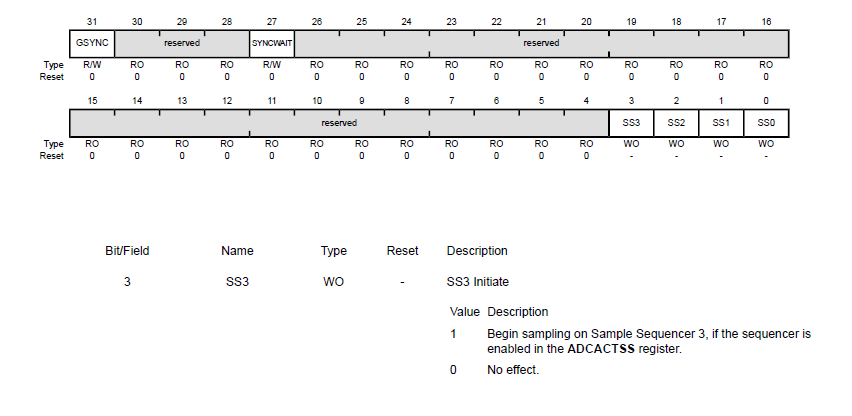 31 30 29 28 27 26 25 24 23 22 21 20 19 18 17 16
GSYNC reserved SYNCWAIT reserved
Type R/W RO RO RO R/W RO RO RO RO RO RO RO RO RO RO RO
Reset 0 0 0 0 0 0 0 0 0 0 0 0 0 0 0 0
15 14 13 12 11 10 9 8 7 6 5 4 3 2 1 0
reserved SS3 SS2 SS1 SS0
Type RO RO RO RO RO RO RO RO RO RO RO RO WO WO WO WO
Reset 0 0 0 0 0 0 0 0 0 0 0 0 - - - -
Bit/Field Name Type Reset Description
3 SS3 WO - SS3 Initiate
Value Description
1 Begin sampling on Sample Sequencer 3, if the sequencer is
enabled in the ADCACTSS register.
0 No effect.